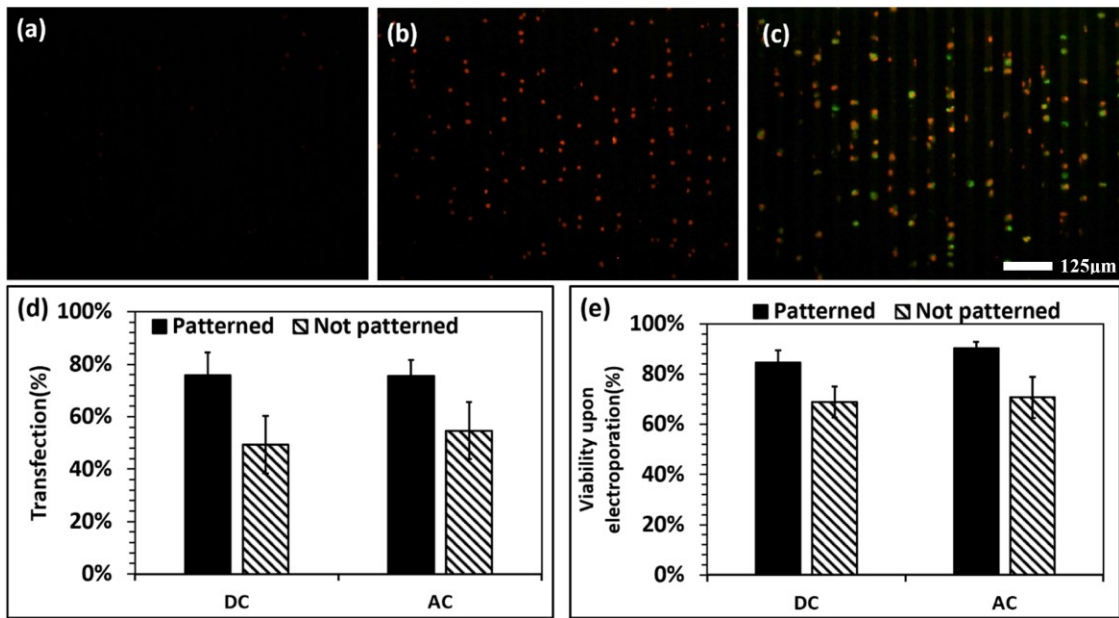 (a)
(b)
(c)
125μm
(d)
100%
80%
60%
40%
20%
0%
Transfection(%)
Patterned
Not patterned
DC
AC
(e)
100%
80%
60%
40%
20%
0%
Viability upon
electroporation(%)
Patterned
Not patterned
DC
AC